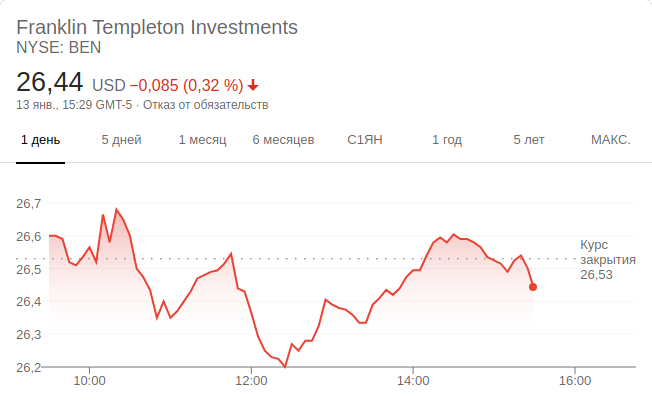 Franklin Templeton Investments
NYSE: BEN
26,44 USD −0,085 (0,32 %)
13 янв., 15:29 GMT-5 · Отказ от обязательств
1 день 5 дней 1 месяц 6 месяцев С1ЯН 1 год 5 лет МАКС.
26,7
26,6
Курс
закрытия
26,53
26,5
26,4
26,3
26,2
10:00 12:00 14:00 16:00